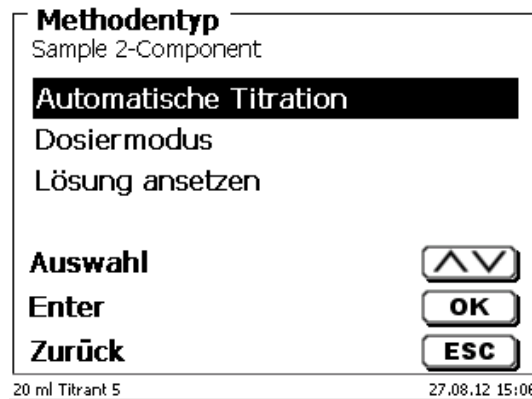 Methodentyp
Sample 2-Component
Automatische Titration
Dosiermodus
Lösung ansetzen
Auswahl
Enter OK
Zurück ESC
20 ml Titrant 5 27.08.12 15:06